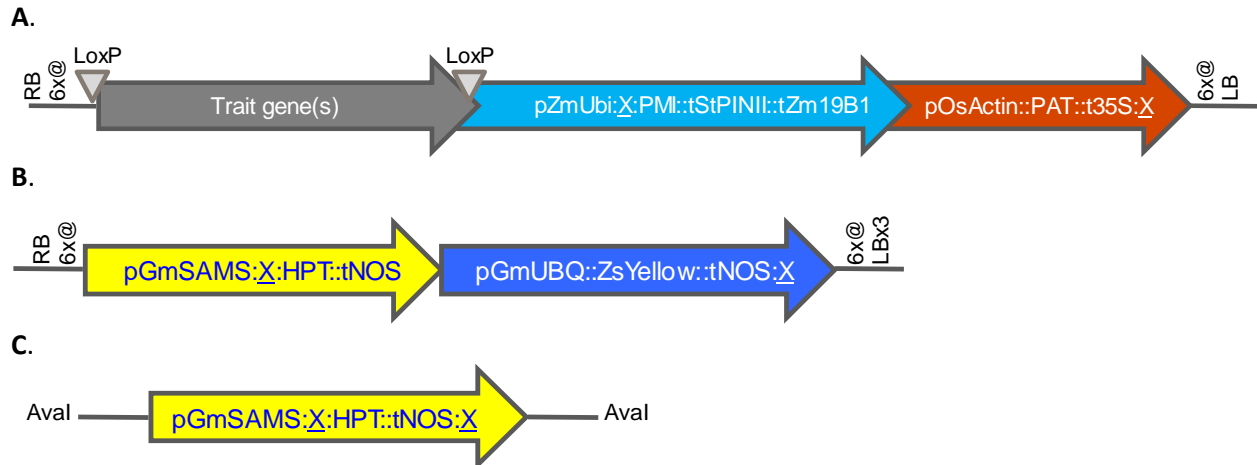 A.
LoxP
LoxP
RB
6x@
Trait gene(s)
pZmUbi:X:PMI::tStPINII::tZm19B1
pOsActin::PAT::t35S:X
6x@
LB
B.
RB
6x@
pGmSAMS:X:HPT::tNOS
pGmUBQ::ZsYellow::tNOS:X
6x@
LBx3
C.
AvaI
pGmSAMS:X:HPT::tNOS:X
AvaI